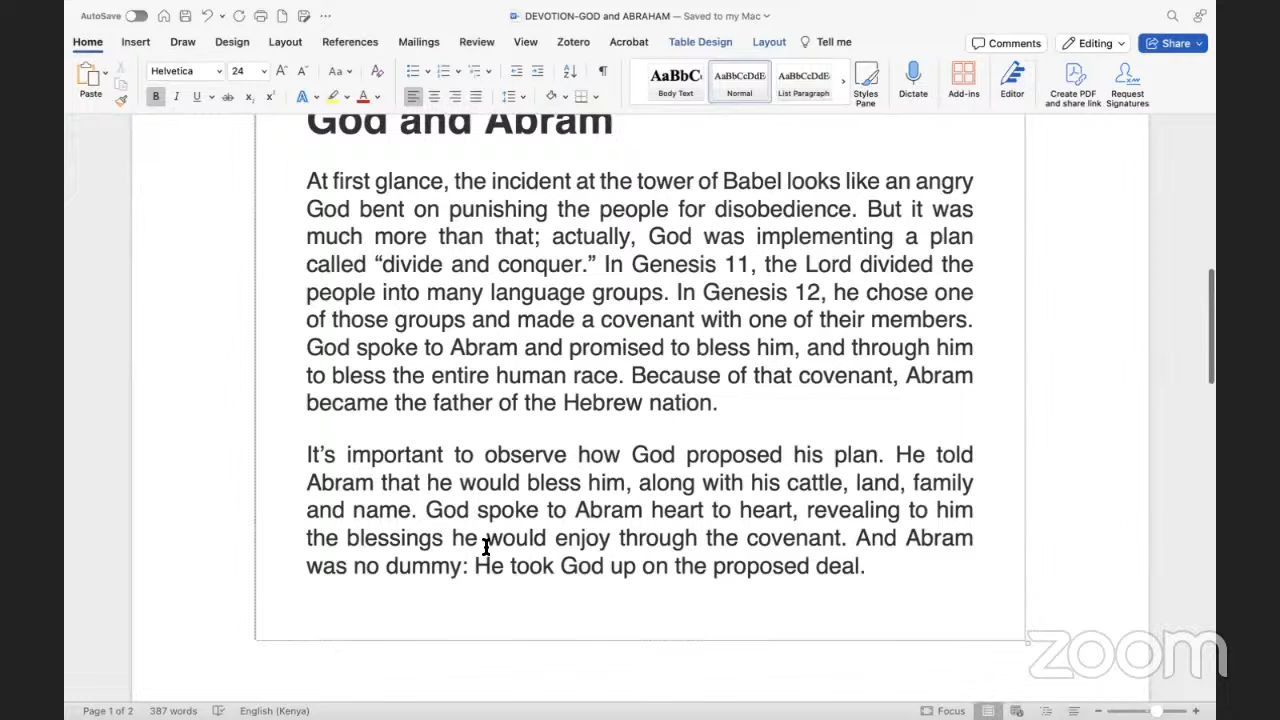 AutoSave
DEVOTION-GOD and ABRAHAM — Saved to my Mac
Home Insert Draw Design Layout References Mailings Review View Zotero Acrobat Table Design Layout Tell me
Comments Editing Share
Paste
Helvetica 24
AaBbC AaBbCcDdE AaBbCcDdE
Body Text Normal List Paragraph
Styles Pane
Dictate
Add-ins
Editor
Create PDF and share link
Request Signatures
God and Abram
At first glance, the incident at the tower of Babel looks like an angry
God bent on punishing the people for disobedience. But it was
much more than that; actually, God was implementing a plan
called “divide and conquer.” In Genesis 11, the Lord divided the
people into many language groups. In Genesis 12, he chose one
of those groups and made a covenant with one of their members.
God spoke to Abram and promised to bless him, and through him
to bless the entire human race. Because of that covenant, Abram
became the father of the Hebrew nation.
It’s important to observe how God proposed his plan. He told
Abram that he would bless him, along with his cattle, land, family
and name. God spoke to Abram heart to heart, revealing to him
the blessings he would enjoy through the covenant. And Abram
was no dummy: He took God up on the proposed deal.
zoom
Page 1 of 2 387 words English (Kenya) Focus